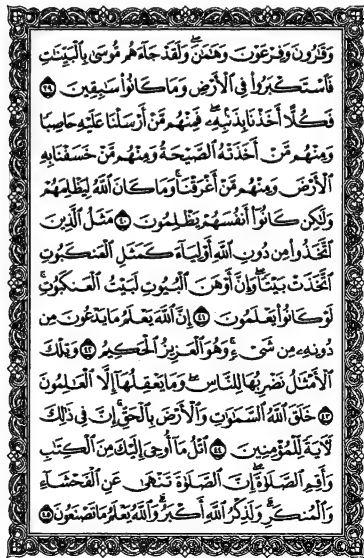 وَقَٰرُونَ وَفِرْعَوْنَ وَهَٰمَٰنَ ۖ وَلَقَدْ جَآءَهُم مُّوسَىٰ بِٱلْبَيِّنَٰتِ
فَٱسْتَكْبَرُوا۟ فِى ٱلْأَرْضِ وَمَا كَانُوا۟ سَٰبِقِينَ ٣٩
فَكُلًّا أَخَذْنَا بِذَنۢبِهِۦ ۖ فَمِنْهُم مَّنْ أَرْسَلْنَا عَلَيْهِ حَاصِبًا
وَمِنْهُم مَّنْ أَخَذَتْهُ ٱلصَّيْحَةُ وَمِنْهُم مَّنْ خَسَفْنَا بِهِ
ٱلْأَرْضَ وَمِنْهُم مَّنْ أَغْرَقْنَا ۚ وَمَا كَانَ ٱللَّهُ لِيَظْلِمَهُمْ
وَلَٰكِن كَانُوٓا۟ أَنفُسَهُمْ يَظْلِمُونَ ٤٠ مَثَلُ ٱلَّذِينَ
ٱتَّخَذُوا۟ مِن دُونِ ٱللَّهِ أَوْلِيَآءَ كَمَثَلِ ٱلْعَنكَبُوتِ
ٱتَّخَذَتْ بَيْتًا ۖ وَإِنَّ أَوْهَنَ ٱلْبُيُوتِ لَبَيْتُ ٱلْعَنكَبُوتِ ۖ
لَوْ كَانُوا۟ يَعْلَمُونَ ٤١ إِنَّ ٱللَّهَ يَعْلَمُ مَا يَدْعُونَ مِن
دُونِهِۦ مِن شَىْءٍ ۚ وَهُوَ ٱلْعَزِيزُ ٱلْحَكِيمُ ٤٢ وَتِلْكَ
ٱلْأَمْثَٰلُ نَضْرِبُهَا لِلنَّاسِ ۖ وَمَا يَعْقِلُهَآ إِلَّا ٱلْعَٰلِمُونَ
٤٣ خَلَقَ ٱللَّهُ ٱلسَّمَٰوَٰتِ وَٱلْأَرْضَ بِٱلْحَقِّ ۚ إِنَّ فِى ذَٰلِكَ
لَـَٔايَةً لِّلْمُؤْمِنِينَ ٤٤ ٱتْلُ مَآ أُوحِىَ إِلَيْكَ مِنَ ٱلْكِتَٰبِ
وَأَقِمِ ٱلصَّلَوٰةَ ۖ إِنَّ ٱلصَّلَوٰةَ تَنْهَىٰ عَنِ ٱلْفَحْشَآءِ
وَٱلْمُنكَرِ ۗ وَلَذِكْرُ ٱللَّهِ أَكْبَرُ ۗ وَٱللَّهُ يَعْلَمُ مَا تَصْنَعُونَ ٤٥